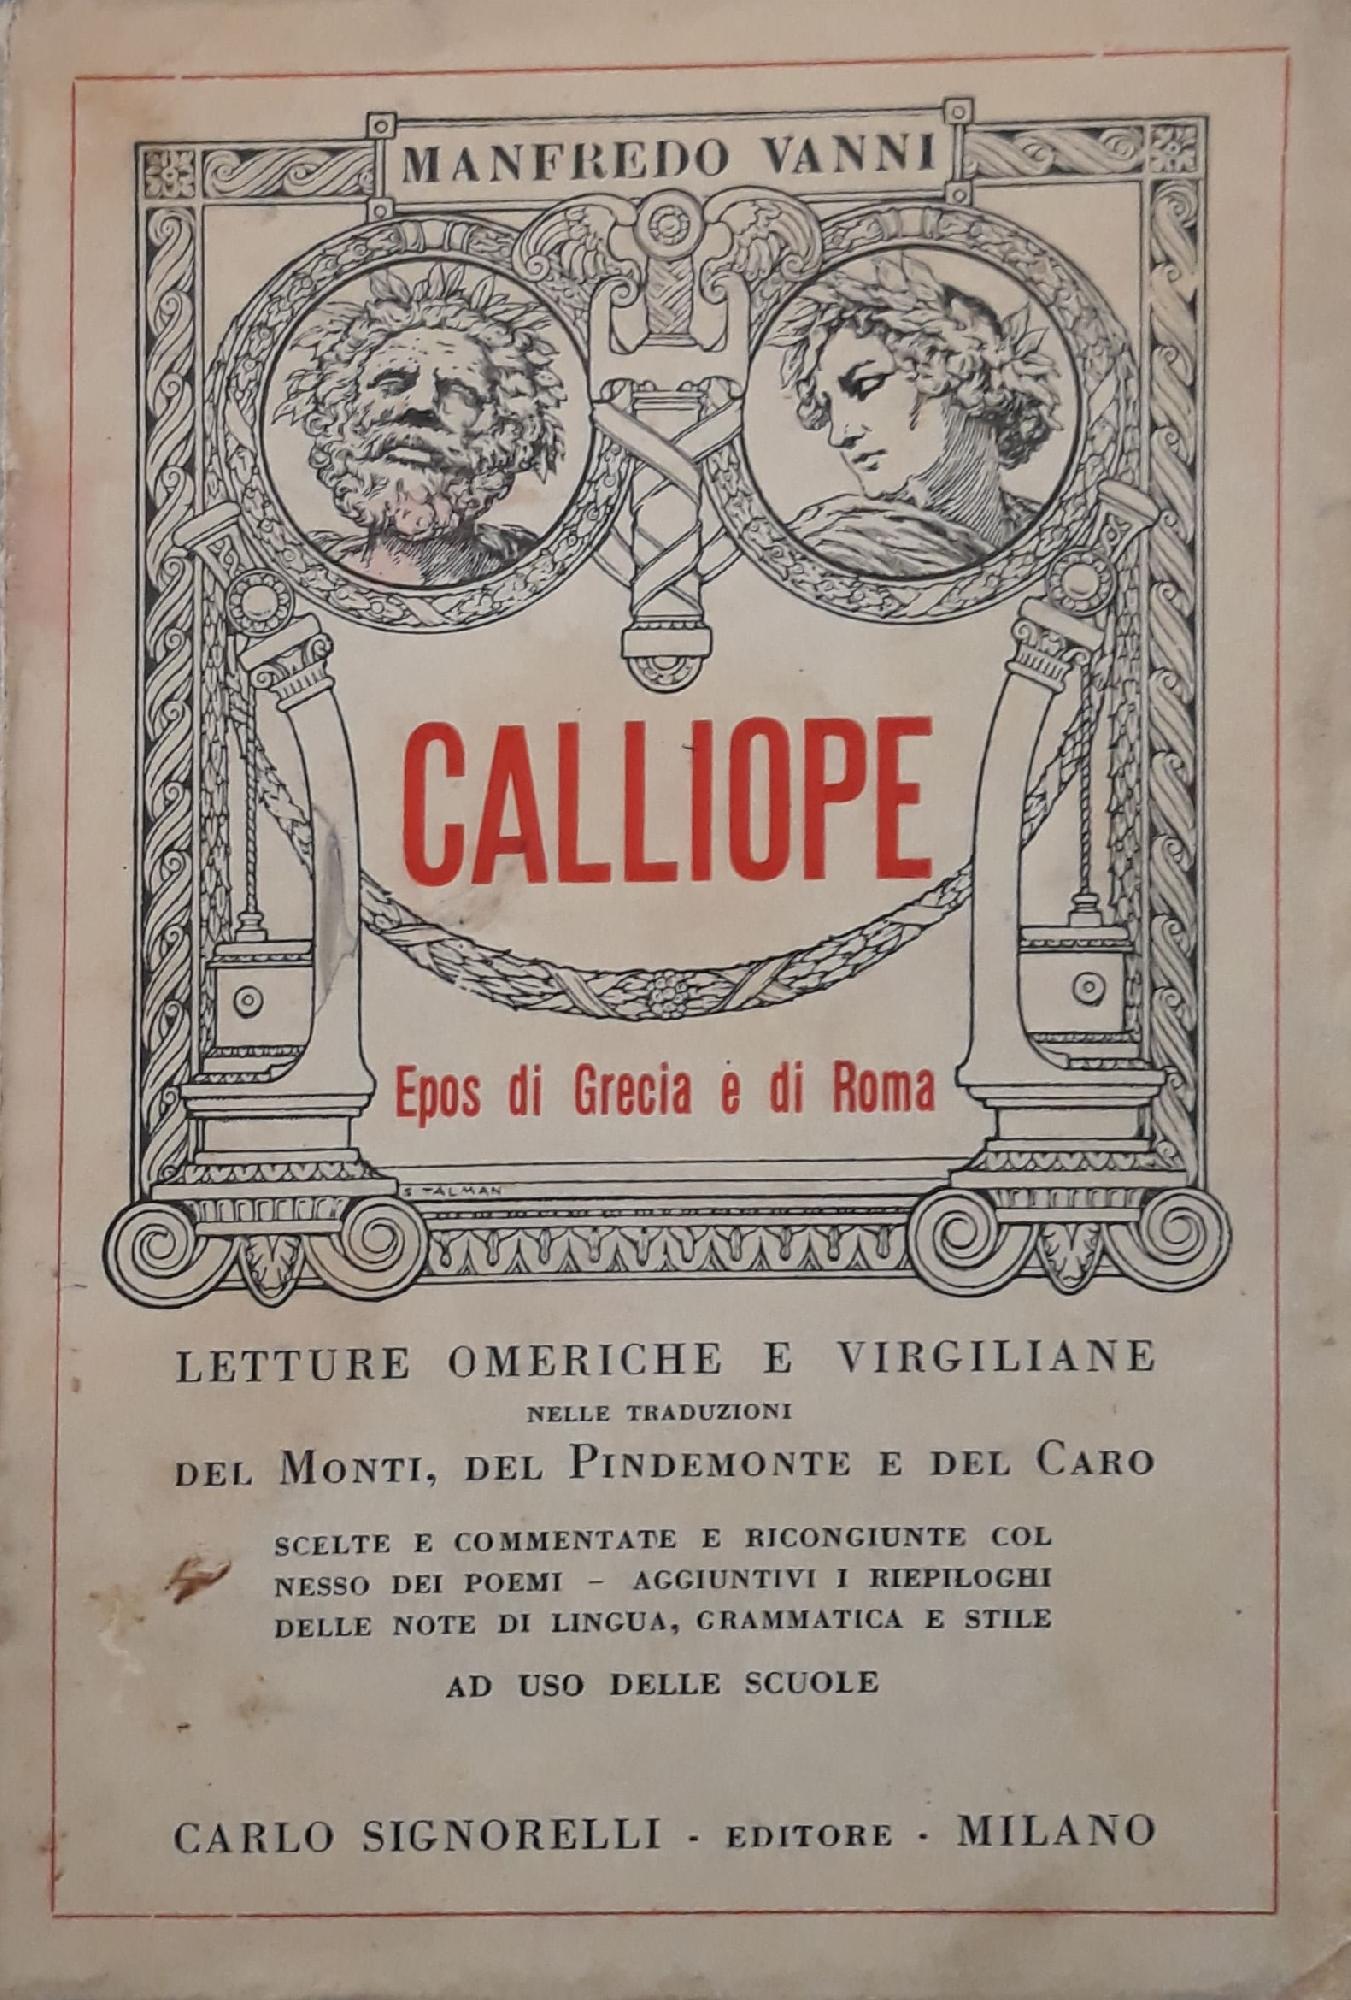 MANFREDO VANNI
CALLIOPE
Epos di Grecia e di Roma
S TALMAN
LETTURE OMERICHE E VIRGILIANE
NELLE TRADUZIONI
DEL MONTI, DEL PINDEMONTE E DEL CARO
SCELTE E COMMENTATE E RICONGIUNTE COL
NESSO DEI POEMI – AGGIUNTIVI I RIEPILOGHI
DELLE NOTE DI LINGUA, GRAMMATICA E STILE
AD USO DELLE SCUOLE
CARLO SIGNORELLI - EDITORE - MILANO